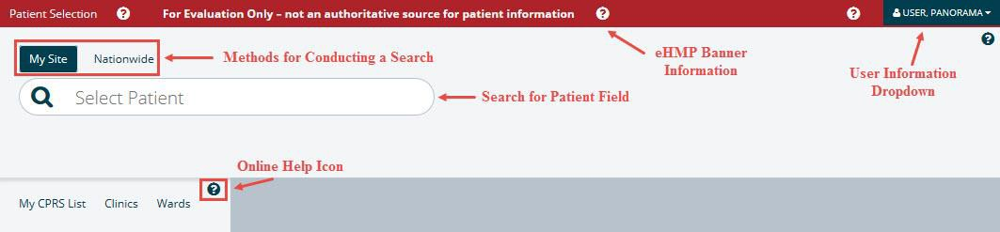 Patient Selection ? For Evaluation Only – not an authoritative source for patient information ? ? USER, PANORAMA
?
My Site Nationwide Methods for Conducting a Search
eHMP Banner
Information
User Information
Dropdown
Select Patient Search for Patient Field
Online Help Icon
?
My CPRS List Clinics Wards